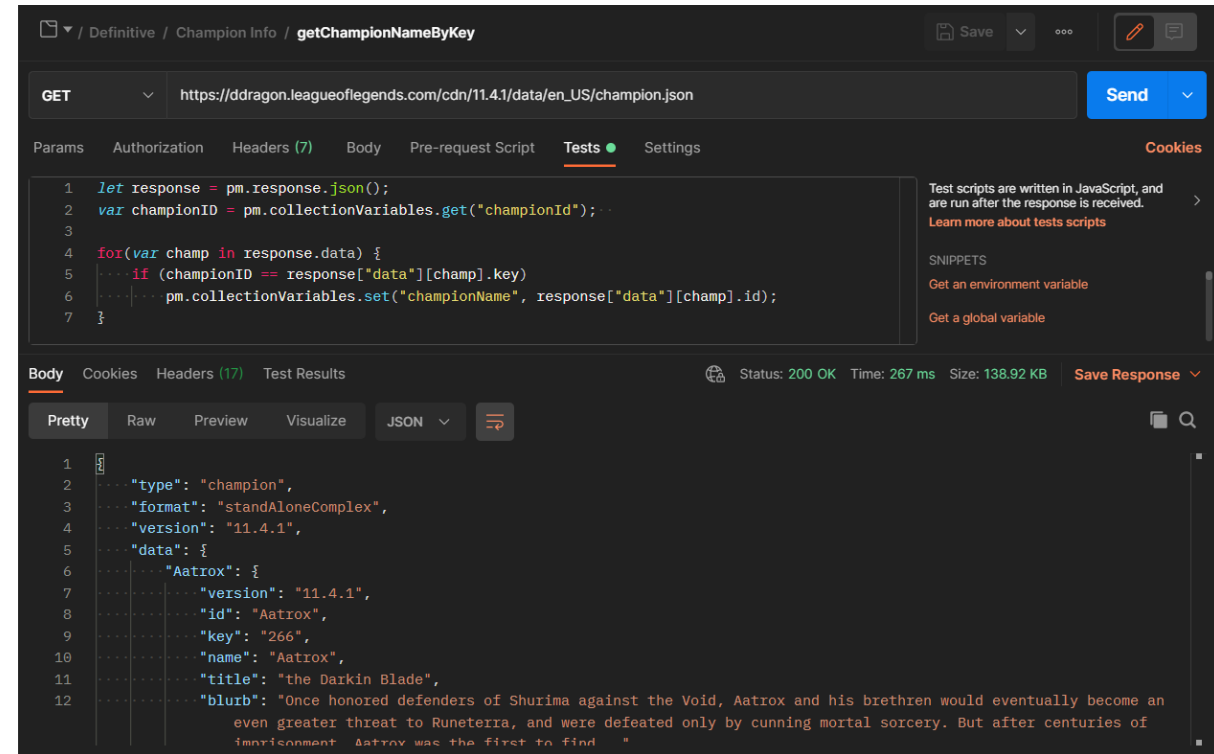 / Definitive / Champion Info / getChampionNameByKey
Save
GET
https://ddragon.leagueoflegends.com/cdn/11.4.1/data/en_US/champion.json
Send
Params Authorization Headers (7) Body Pre-request Script Tests Settings Cookies
1 let response = pm.response.json();
2 var championID = pm.collectionVariables.get("championId");
3
4 for(var champ in response.data) {
5 if (championID == response["data"][champ].key)
6 pm.collectionVariables.set("championName", response["data"][champ].id);
7 }
Test scripts are written in JavaScript, and
are run after the response is received.
Learn more about tests scripts
SNIPPETS
Get an environment variable
Get a global variable
Body Cookies Headers (17) Test Results Status: 200 OK Time: 267 ms Size: 138.92 KB Save Response
Pretty Raw Preview Visualize JSON
1 {
2 "type": "champion",
3 "format": "standAloneComplex",
4 "version": "11.4.1",
5 "data": {
6 "Aatrox": {
7 "version": "11.4.1",
8 "id": "Aatrox",
9 "key": "266",
10 "name": "Aatrox",
11 "title": "the Darkin Blade",
12 "blurb": "Once honored defenders of Shurima against the Void, Aatrox and his brethren would eventually become an
even greater threat to Runeterra, and were defeated only by cunning mortal sorcery. But after centuries of
imprisonment, Aatrox was the first to find..."